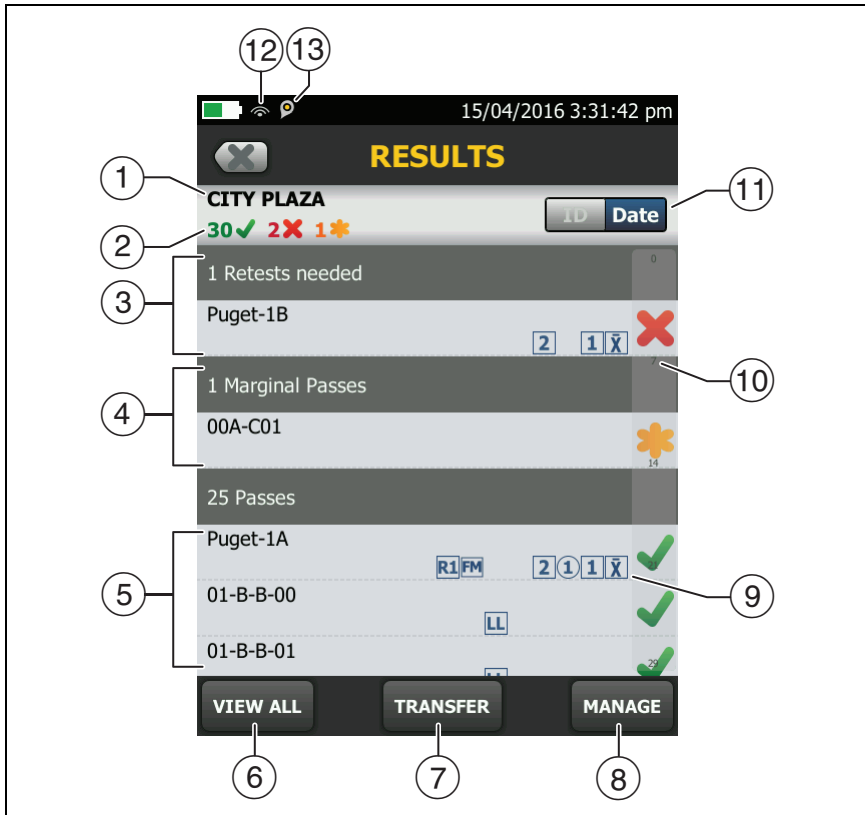 12 13
15/04/2016 3:31:42 pm
RESULTS
1
CITY PLAZA
ID Date
11
2
30 2 1
3
1 Retests needed
0
Puget-1B
2 1 X̄
7
10
4
1 Marginal Passes
00A-C01
14
25 Passes
5
Puget-1A
R1 FM 2 1 1 X̄
21
9
01-B-B-00
LL
01-B-B-01
29
LL
VIEW ALL TRANSFER MANAGE
6 7 8